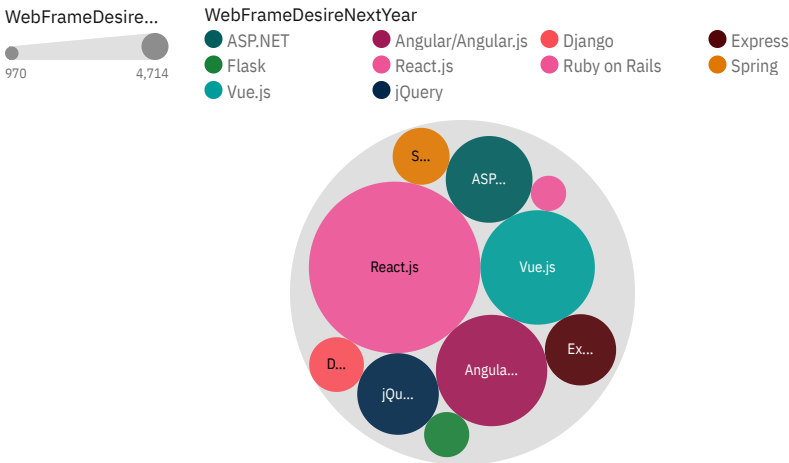 WebFrameDesire...
970 4,714
WebFrameDesireNextYear
ASP.NET Angular/Angular.js Django Express
Flask React.js Ruby on Rails Spring
Vue.js jQuery
S...
ASP...
React.js
Vue.js
Ex...
D...
Angula...
jQu...